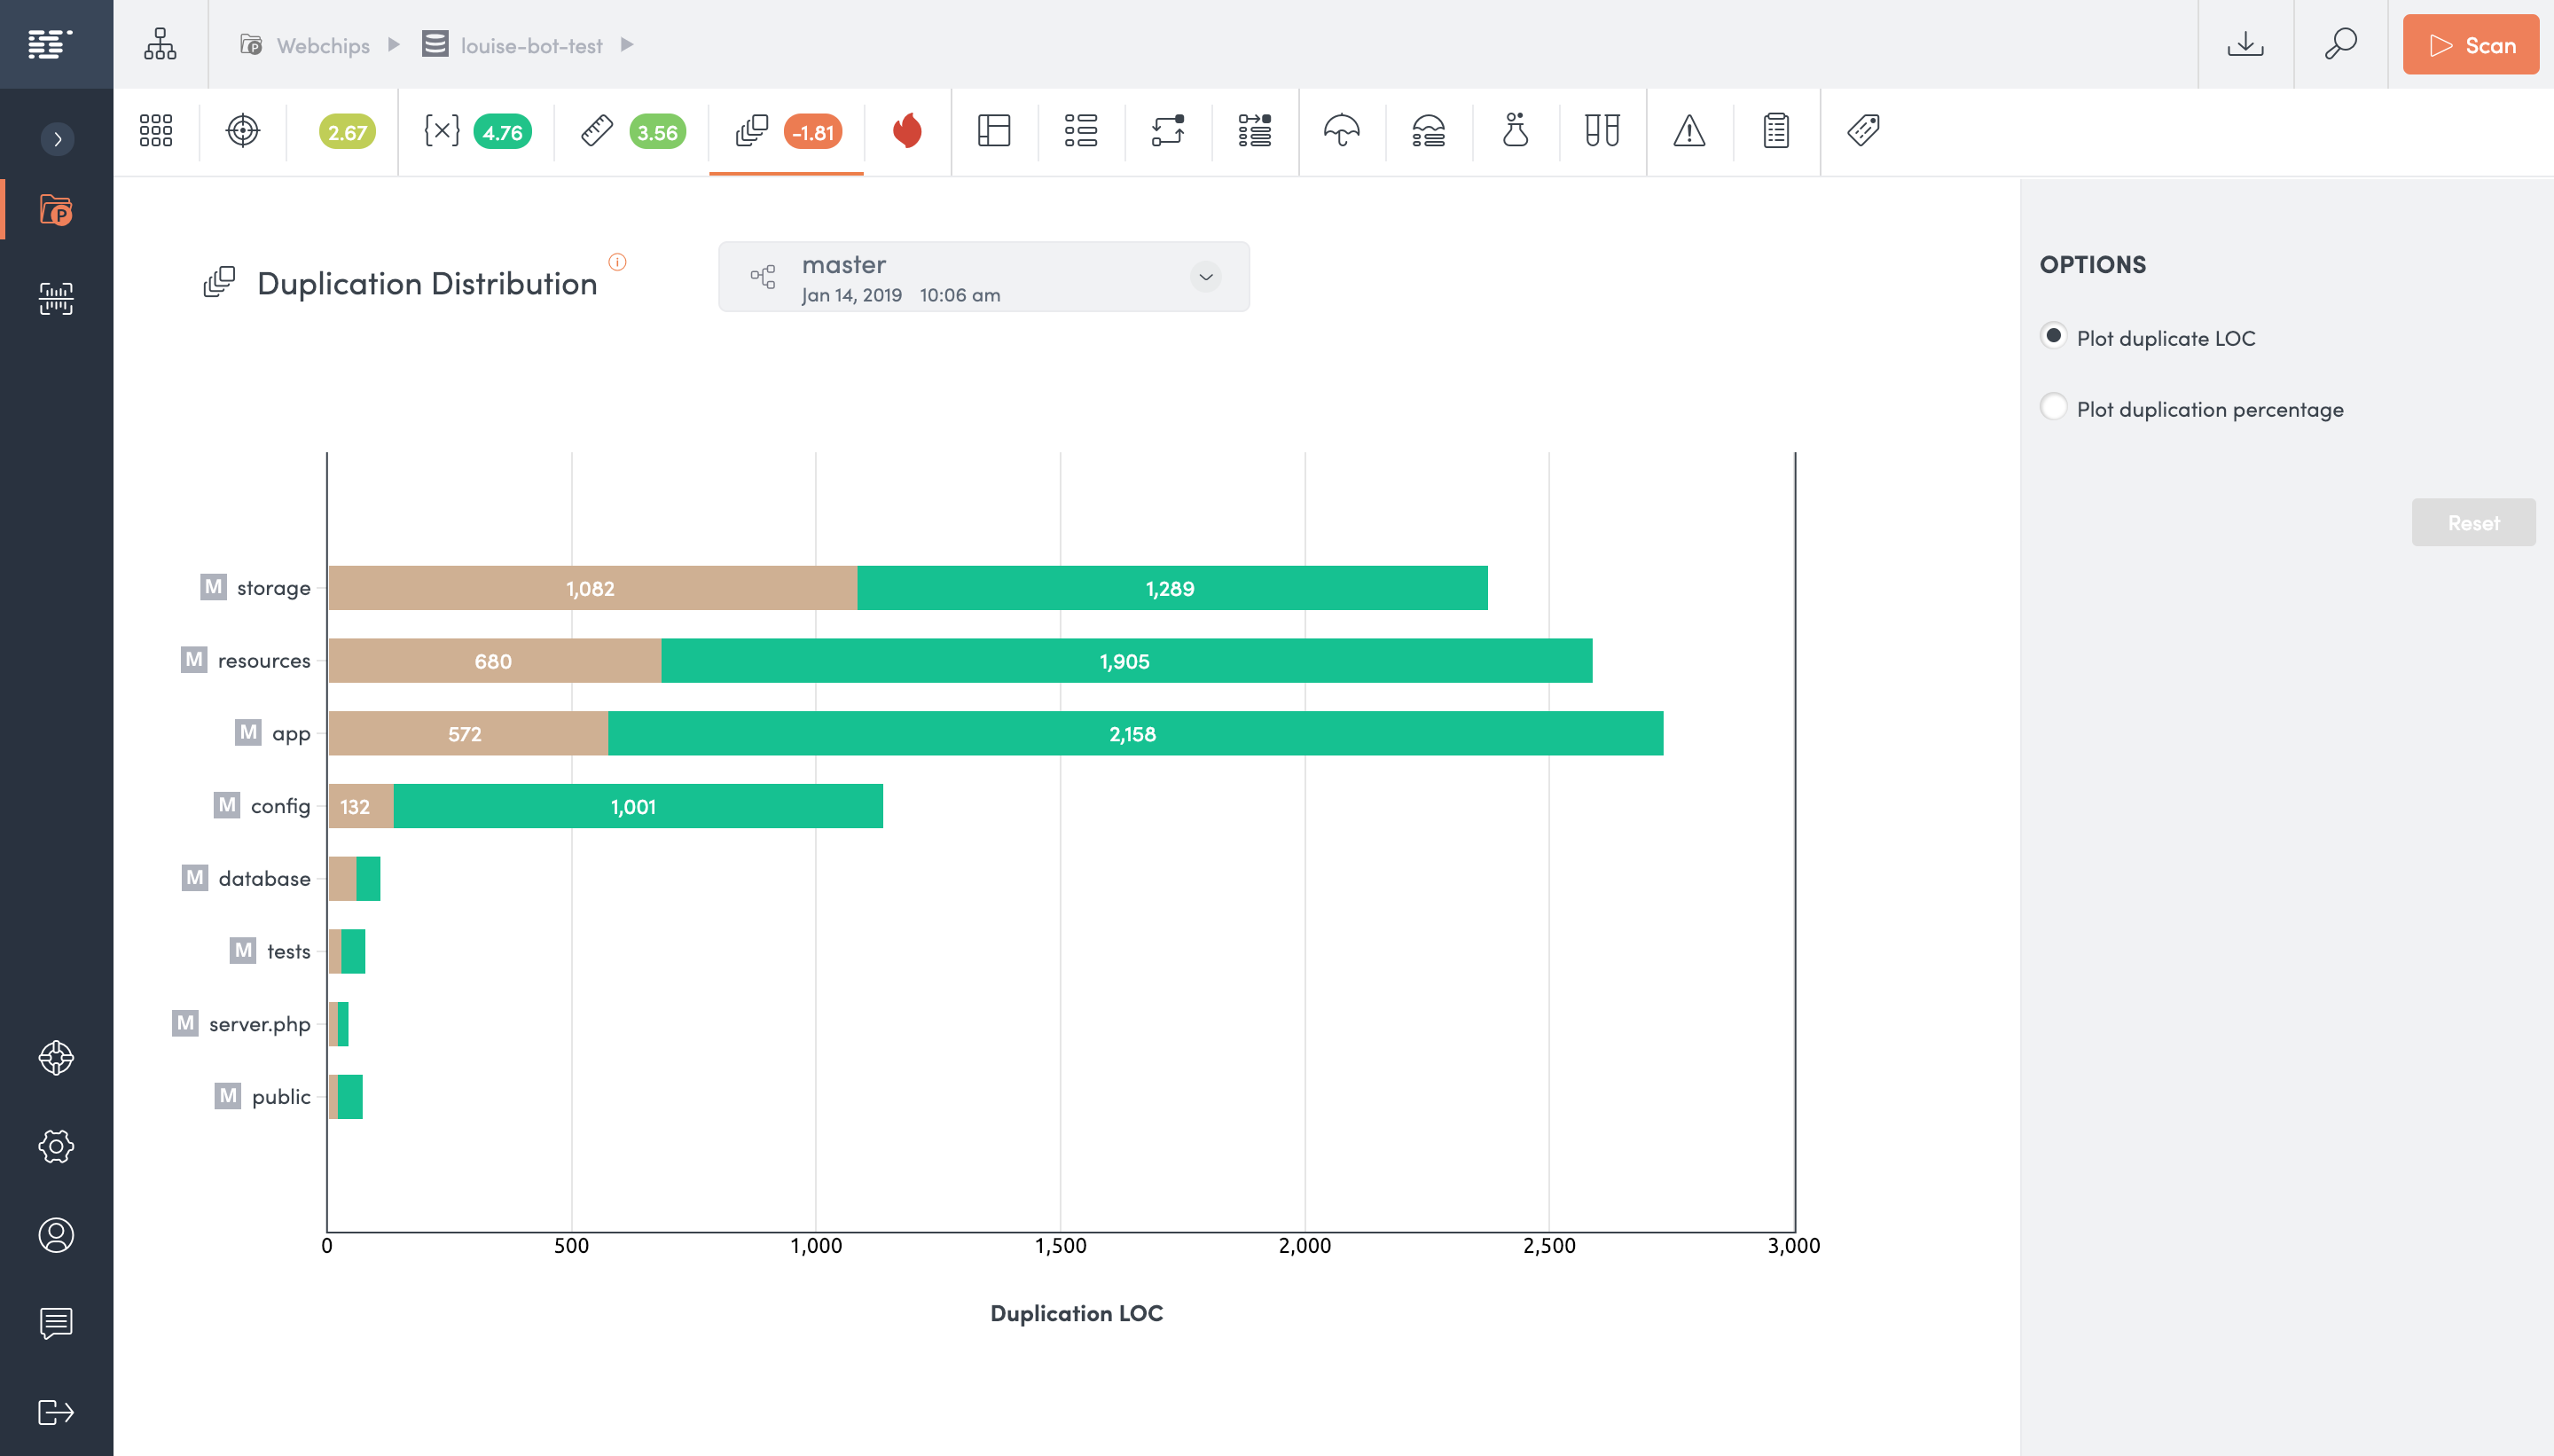 Webchips louise-bot-test
Scan
2.67 {×} 4.76 3.56 -1.81
Duplication Distribution
master
Jan 14, 2019 10:06 am
OPTIONS
Plot duplicate LOC
Plot duplication percentage
Reset
M storage 1,082 1,289
M resources 680 1,905
M app 572 2,158
M config 132 1,001
M database
M tests
M server.php
M public
0 500 1,000 1,500 2,000 2,500 3,000
Duplication LOC